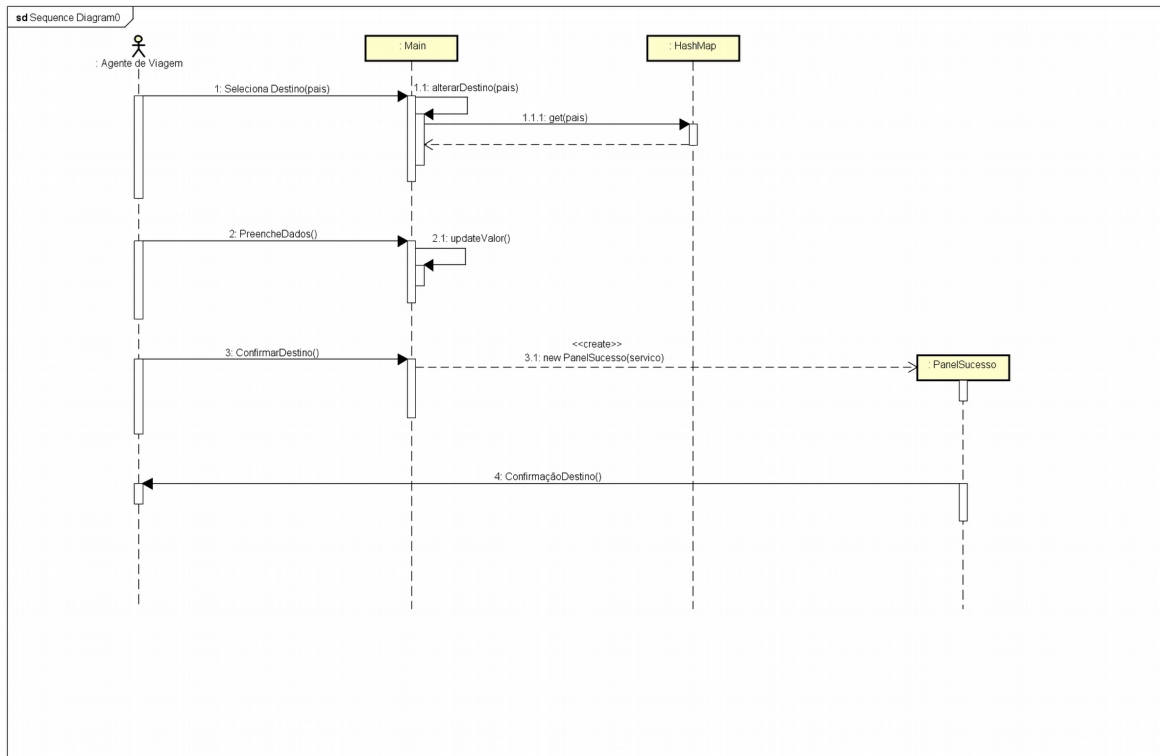 sd Sequence Diagram0
: Agente de Viagem
: Main
: HashMap
1: Seleciona Destino(pais)
1.1: alterarDestino(pais)
1.1.1: get(pais)
2: PreencheDados()
2.1: updateValor()
3: ConfirmarDestino()
<<create>>
3.1: new PanelSucesso(servico)
: PanelSucesso
4: ConfirmaçãoDestino()